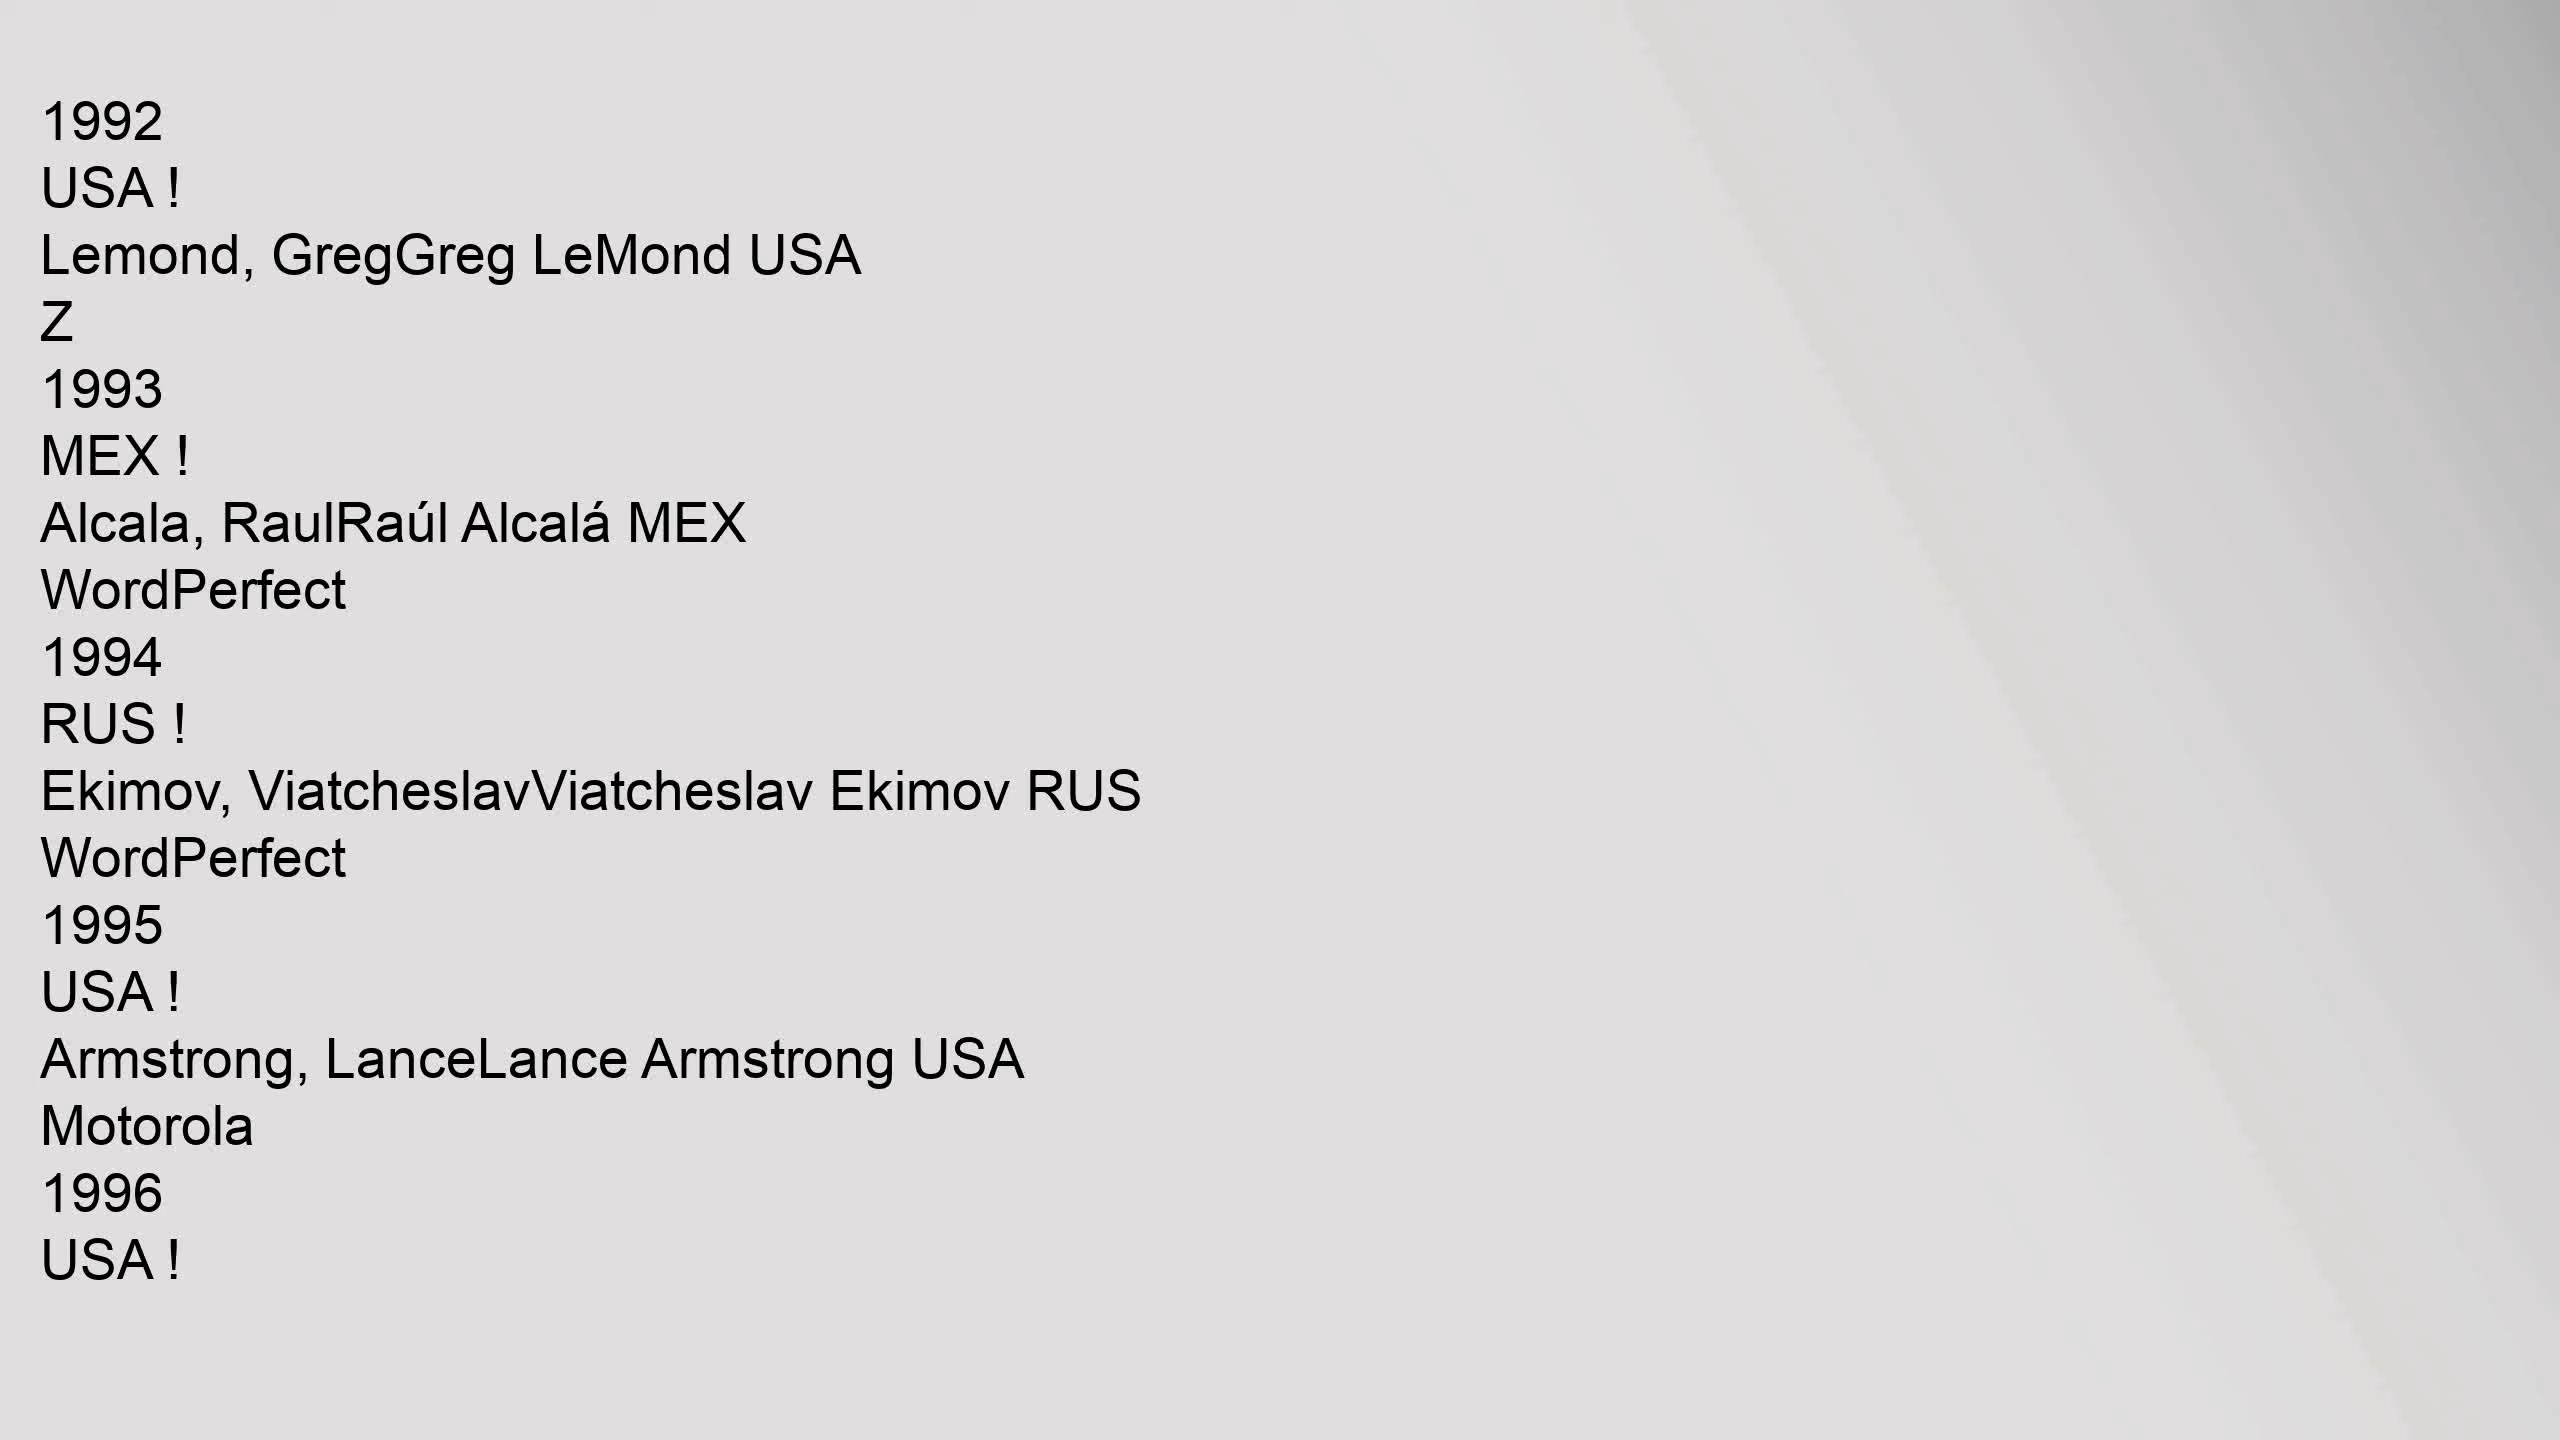 1992
USA !
Lemond, GregGreg LeMond USA
Z
1993
MEX !
Alcala, RaulRaúl Alcalá MEX
WordPerfect
1994
RUS !
Ekimov, ViatcheslavViatcheslav Ekimov RUS
WordPerfect
1995
USA !
Armstrong, LanceLance Armstrong USA
Motorola
1996
USA !